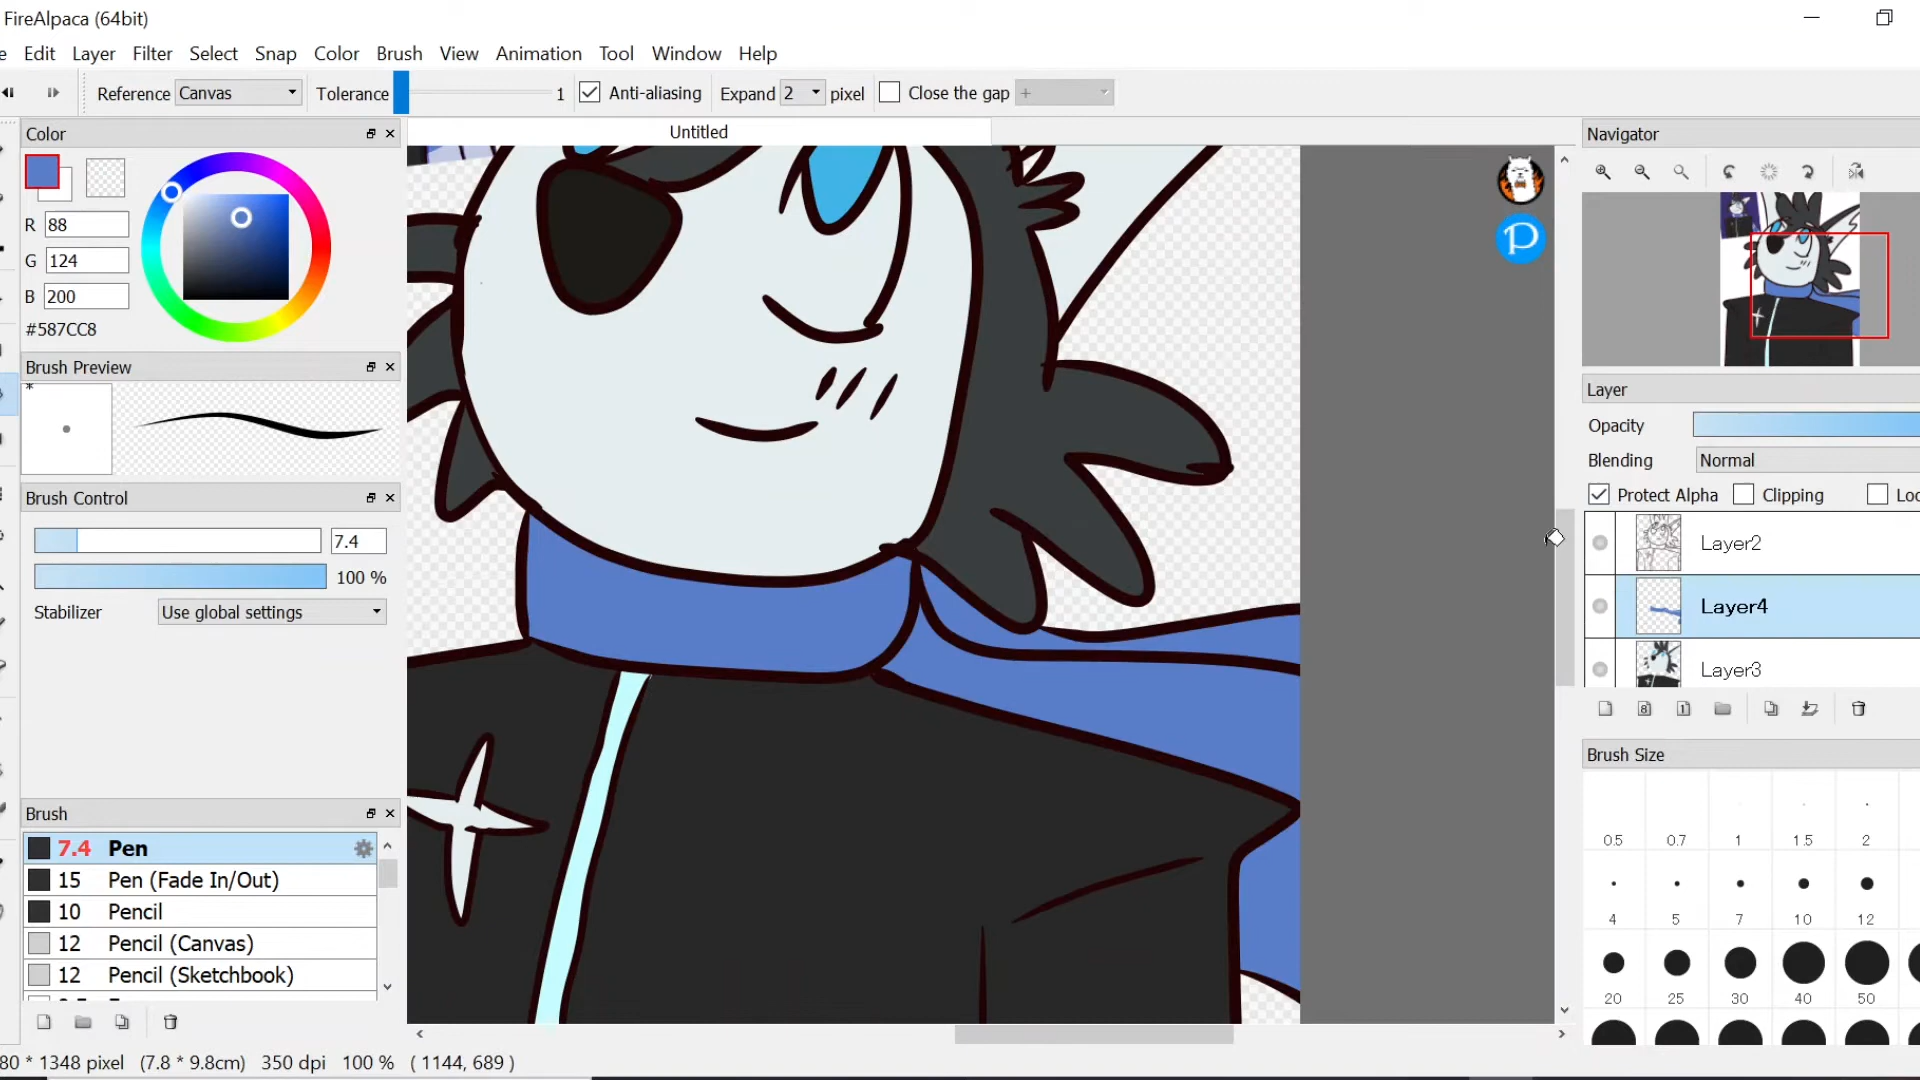 FireAlpaca (64bit)
e Edit Layer Filter Select Snap Color Brush View Animation Tool Window Help
Reference Canvas Tolerance 1 Anti-aliasing Expand 2 pixel Close the gap +
Color
Untitled
Navigator
R 88
G 124
B 200
#587CC8
Brush Preview
*
Brush Control
7.4
100 %
Stabilizer Use global settings
Brush
7.4 Pen
15 Pen (Fade In/Out)
10 Pencil
12 Pencil (Canvas)
12 Pencil (Sketchbook)
P
Layer
Opacity
Blending Normal
Protect Alpha Clipping Loc
Layer2
Layer4
Layer3
8 1
Brush Size
0.5 0.7 1 1.5 2
4 5 7 10 12
20 25 30 40 50
80 * 1348 pixel (7.8 * 9.8cm) 350 dpi 100 % ( 1144, 689 )